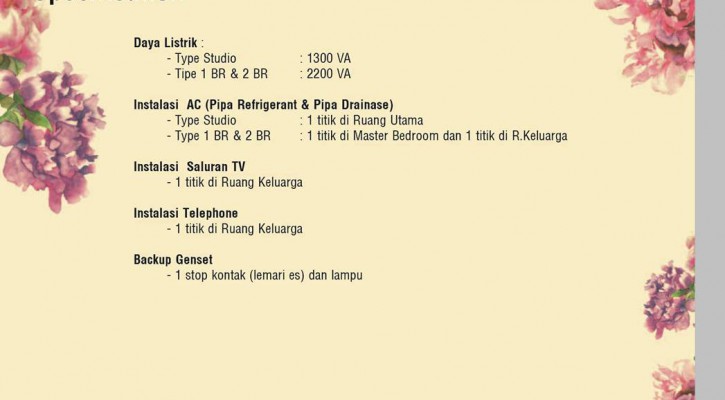 Daya Listrik :
- Type Studio : 1300 VA
- Tipe 1 BR & 2 BR : 2200 VA
Instalasi AC (Pipa Refrigerant & Pipa Drainase)
- Type Studio : 1 titik di Ruang Utama
- Type 1 BR & 2 BR : 1 titik di Master Bedroom dan 1 titik di R.Keluarga
Instalasi Saluran TV
- 1 titik di Ruang Keluarga
Instalasi Telephone
- 1 titik di Ruang Keluarga
Backup Genset
- 1 stop kontak (lemari es) dan lampu